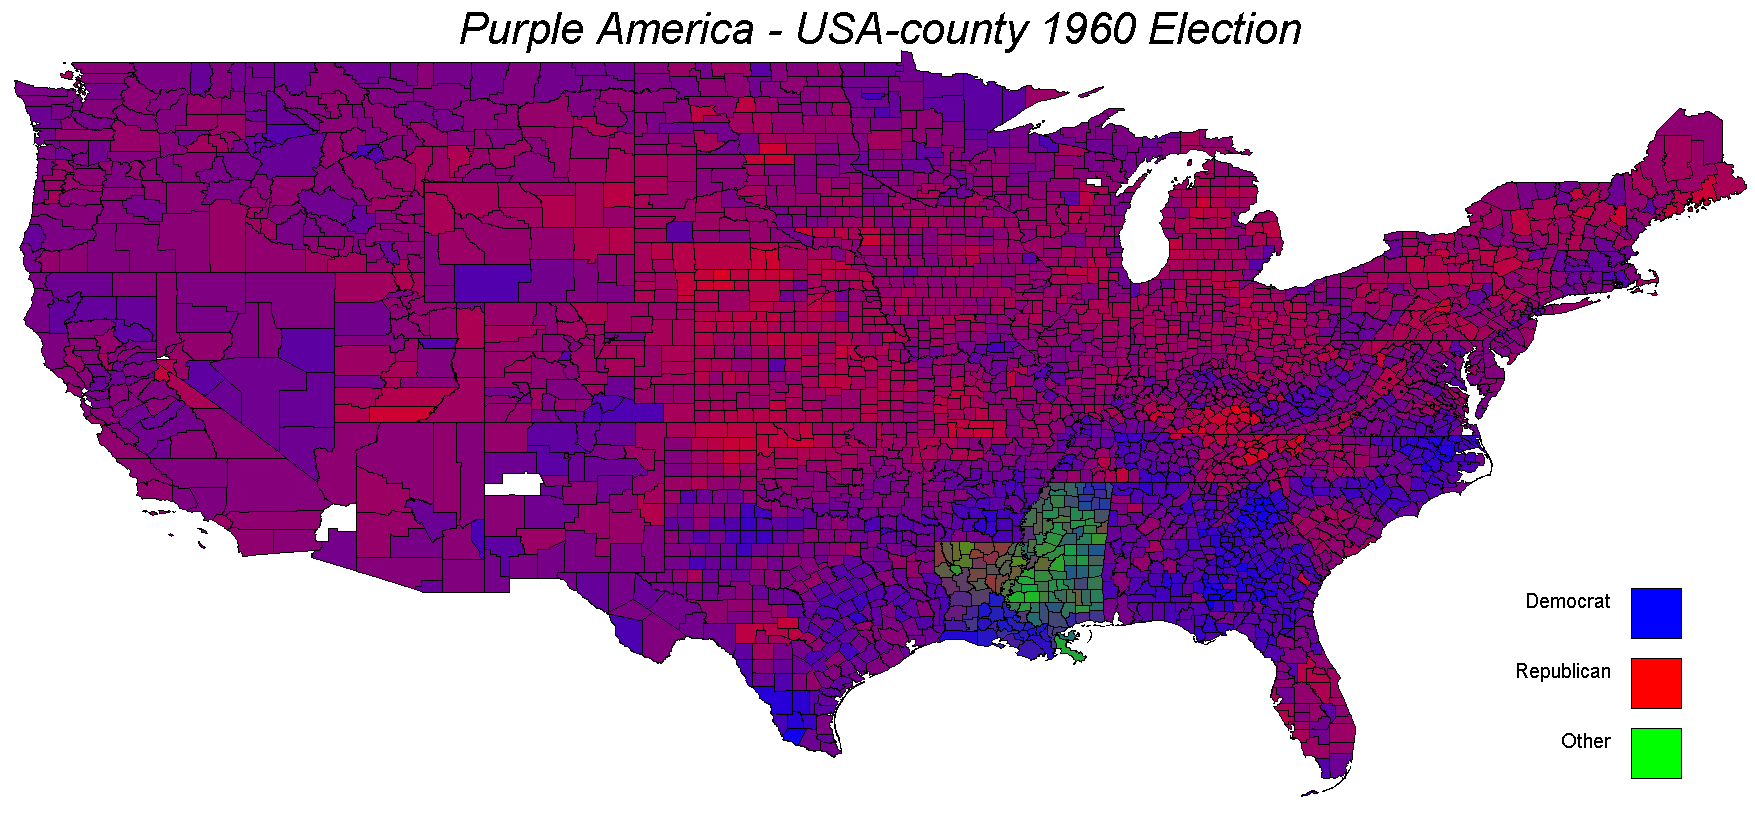 Purple America - USA-county 1960 Election
Democrat
Republican
Other